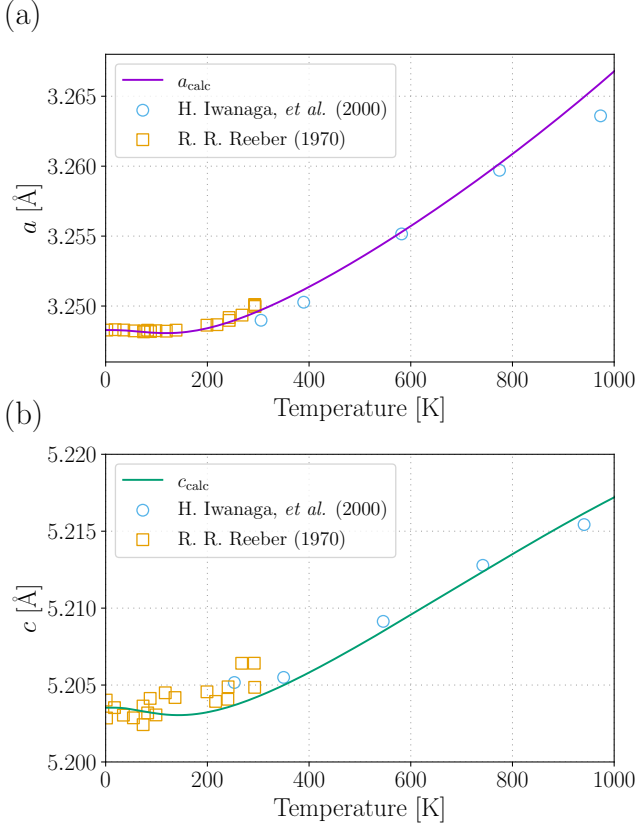 (a)
3.265
3.260
3.255
3.250
a [Å]
a_calc
H. Iwanaga, et al. (2000)
R. R. Reeber (1970)
0 200 400 600 800 1000
Temperature [K]
(b)
5.220
5.215
5.210
5.205
5.200
c [Å]
c_calc
H. Iwanaga, et al. (2000)
R. R. Reeber (1970)
0 200 400 600 800 1000
Temperature [K]